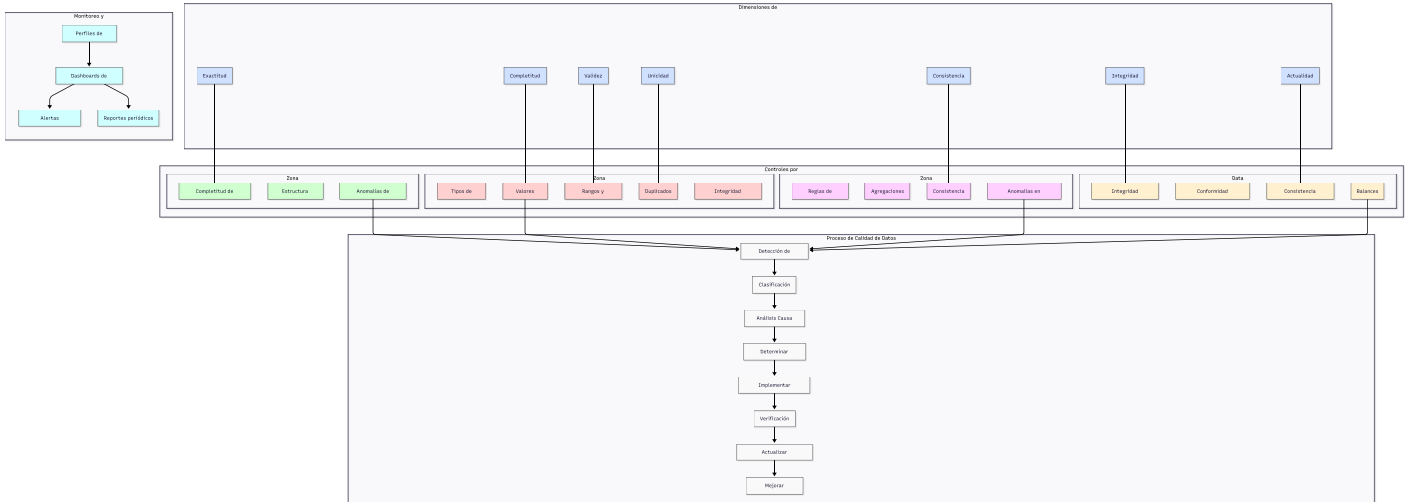 Monitoreo y
Perfiles de
Dashboards de
Alertas
Reportes periódicos
Dimensiones de
Exactitud
Completitud
Validez
Unicidad
Consistencia
Integridad
Actualidad
Controles por
Zona
Completitud de
Estructura
Anomalías de
Zona
Tipos de
Valores
Rangos y
Duplicados
Integridad
Zona
Reglas de
Agregaciones
Consistencia
Anomalías en
Data
Integridad
Conformidad
Consistencia
Balances
Proceso de Calidad de Datos
Detección de
Clasificación
Análisis Causa
Determinar
Implementar
Verificación
Actualizar
Mejorar